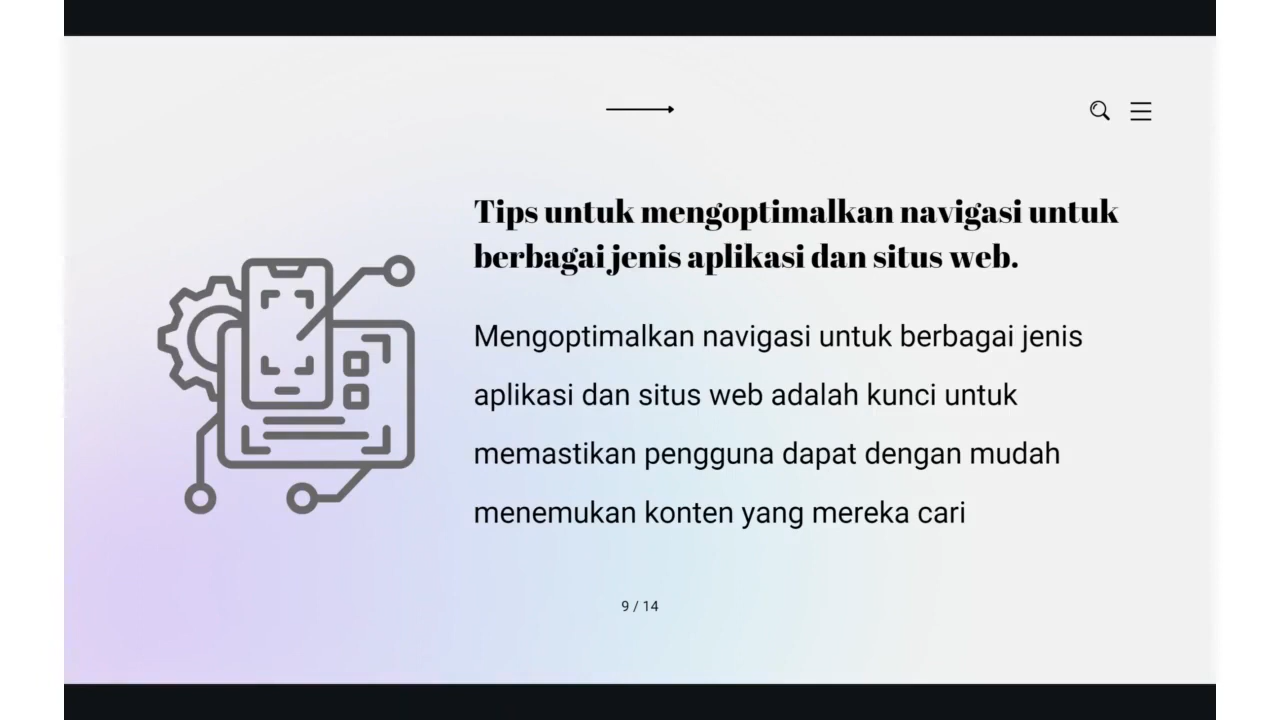 Tips untuk mengoptimalkan navigasi untuk
berbagai jenis aplikasi dan situs web.
Mengoptimalkan navigasi untuk berbagai jenis
aplikasi dan situs web adalah kunci untuk
memastikan pengguna dapat dengan mudah
menemukan konten yang mereka cari
9 / 14